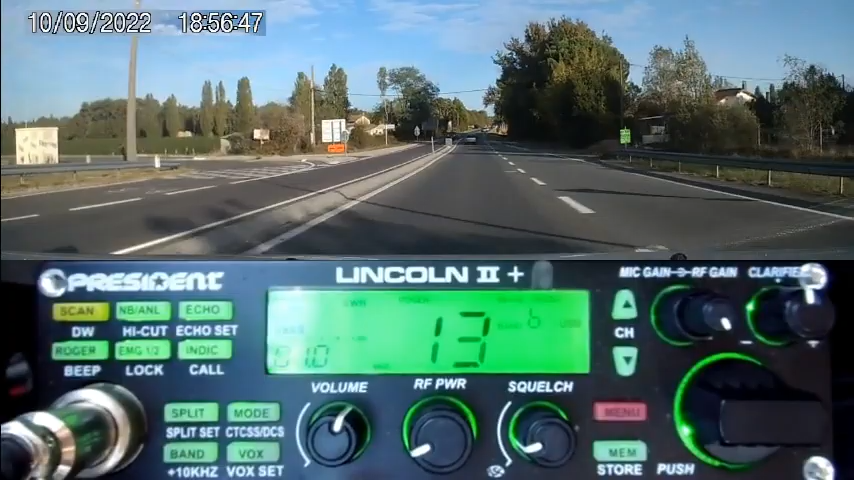 10/09/2022 18:56:47
PRESIDENT LINCOLN II + MIC GAIN RF GAIN CLARIFIER
SCAN NB/ANL ECHO
DW HI-CUT ECHO SET
ROGER EMG 1/2 INDIC
BEEP LOCK CALL
13 6
CH
VOLUME RF PWR SQUELCH
SPLIT MODE
SPLIT SET CTCSS/DCS
BAND VOX
+10KHZ VOX SET
MENU
MEM
STORE PUSH